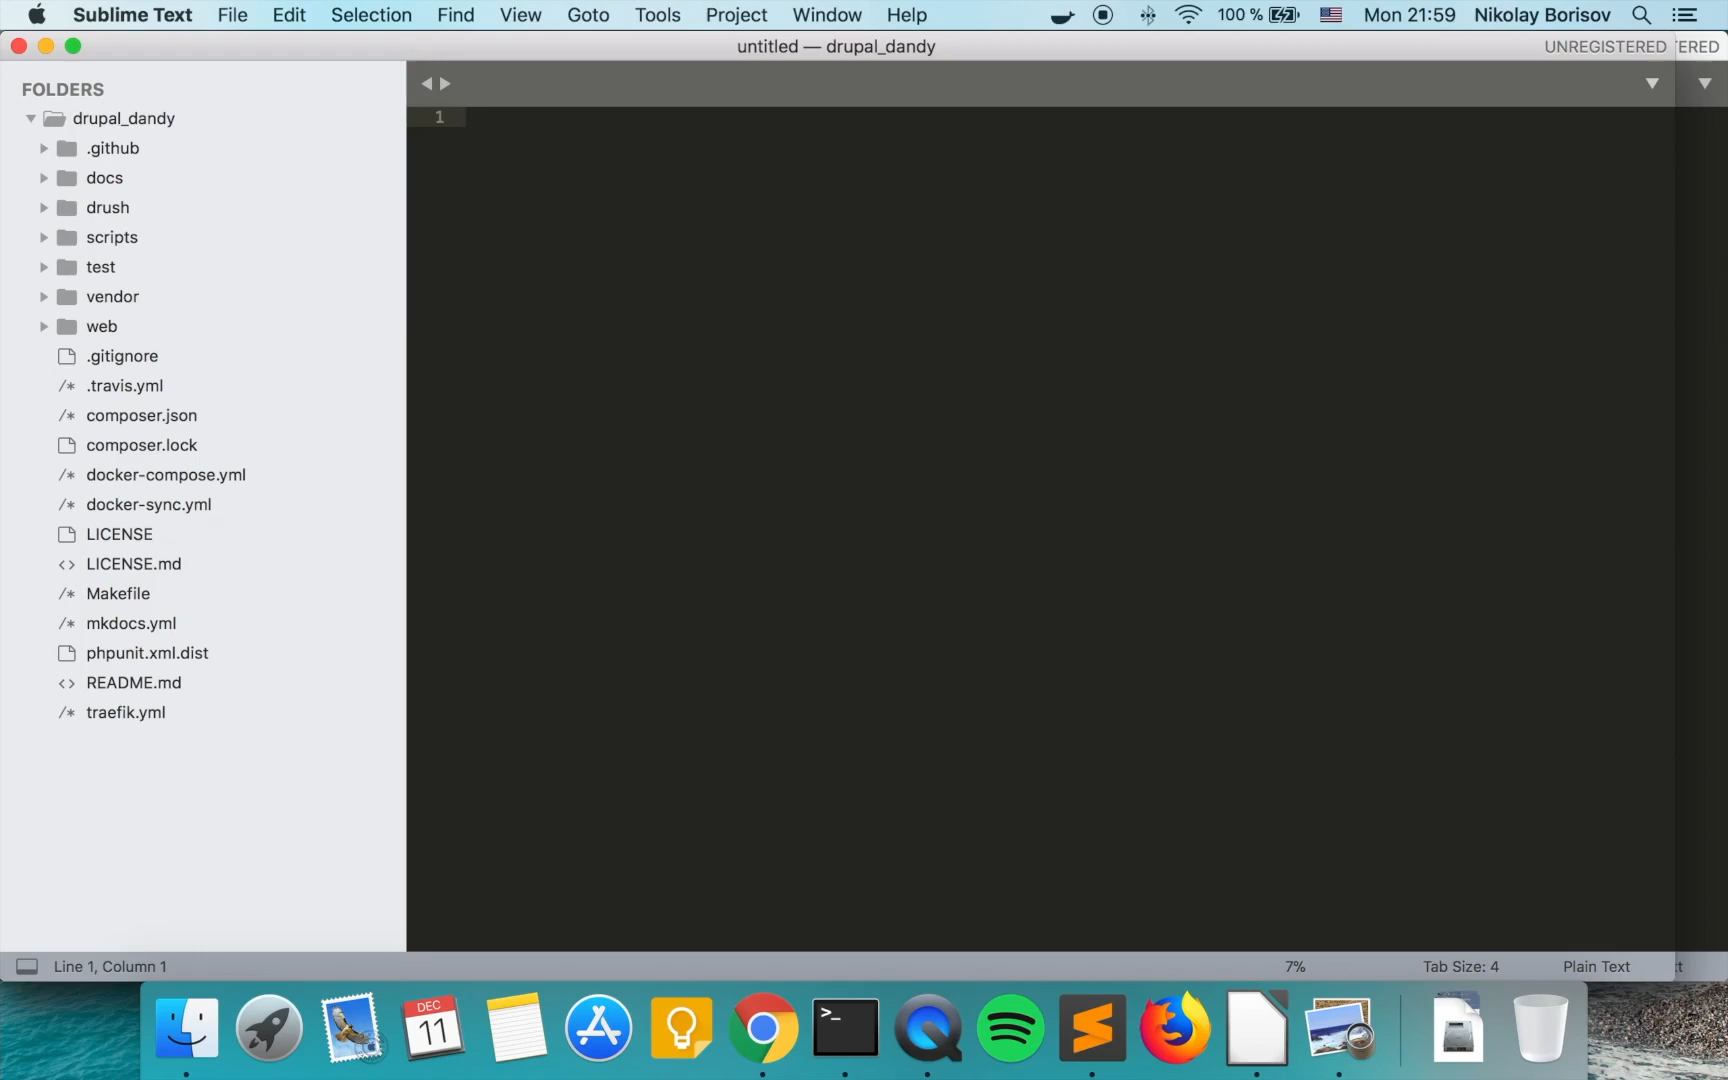 Sublime Text File Edit Selection Find View Goto Tools Project Window Help 100 % Mon 21:59 Nikolay Borisov
untitled — drupal_dandy UNREGISTERED ERED
FOLDERS
drupal_dandy
1
.github
docs
drush
scripts
test
vendor
web
.gitignore
/* .travis.yml
/* composer.json
composer.lock
/* docker-compose.yml
/* docker-sync.yml
LICENSE
<> LICENSE.md
/* Makefile
/* mkdocs.yml
phpunit.xml.dist
<> README.md
/* traefik.yml
Line 1, Column 1 7% Tab Size: 4 Plain Text
DEC
11
>_